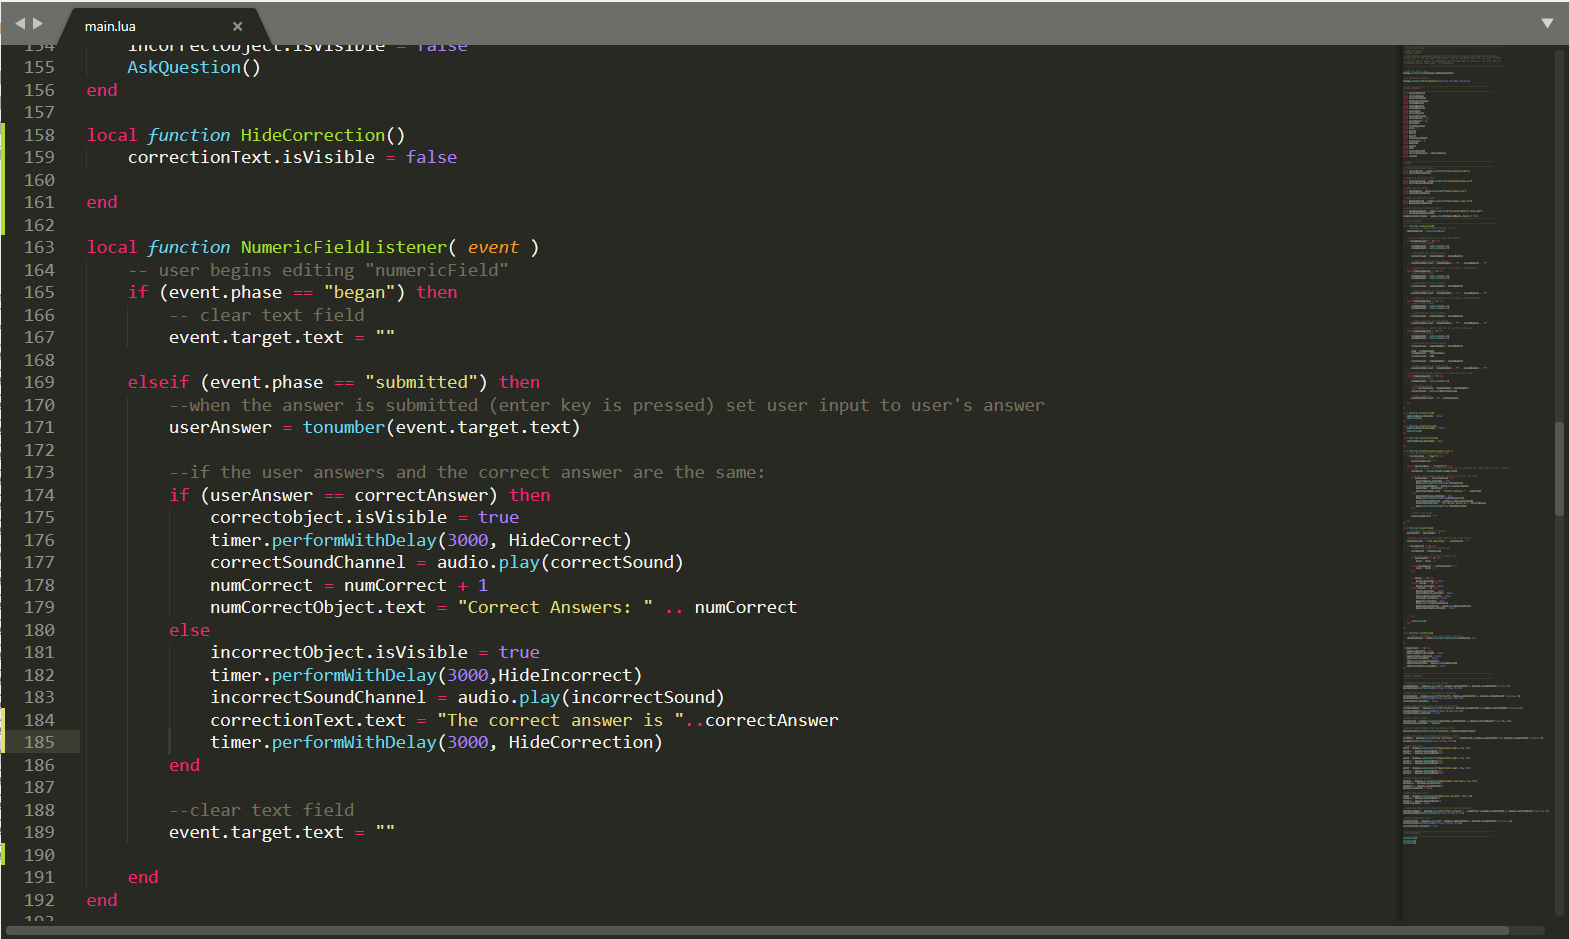 main.lua
154 incorrectObject.isVisible = false
155 AskQuestion()
156 end
157
158 local function HideCorrection()
159 correctionText.isVisible = false
160
161 end
162
163 local function NumericFieldListener( event )
164 -- user begins editing "numericField"
165 if (event.phase == "began") then
166 -- clear text field
167 event.target.text = ""
168
169 elseif (event.phase == "submitted") then
170 --when the answer is submitted (enter key is pressed) set user input to user's answer
171 userAnswer = tonumber(event.target.text)
172
173 --if the user answers and the correct answer are the same:
174 if (userAnswer == correctAnswer) then
175 correctobject.isVisible = true
176 timer.performWithDelay(3000, HideCorrect)
177 correctSoundChannel = audio.play(correctSound)
178 numCorrect = numCorrect + 1
179 numCorrectObject.text = "Correct Answers: " .. numCorrect
180 else
181 incorrectObject.isVisible = true
182 timer.performWithDelay(3000,HideIncorrect)
183 incorrectSoundChannel = audio.play(incorrectSound)
184 correctionText.text = "The correct answer is "..correctAnswer
185 timer.performWithDelay(3000, HideCorrection)
186 end
187
188 --clear text field
189 event.target.text = ""
190
191 end
192 end
193